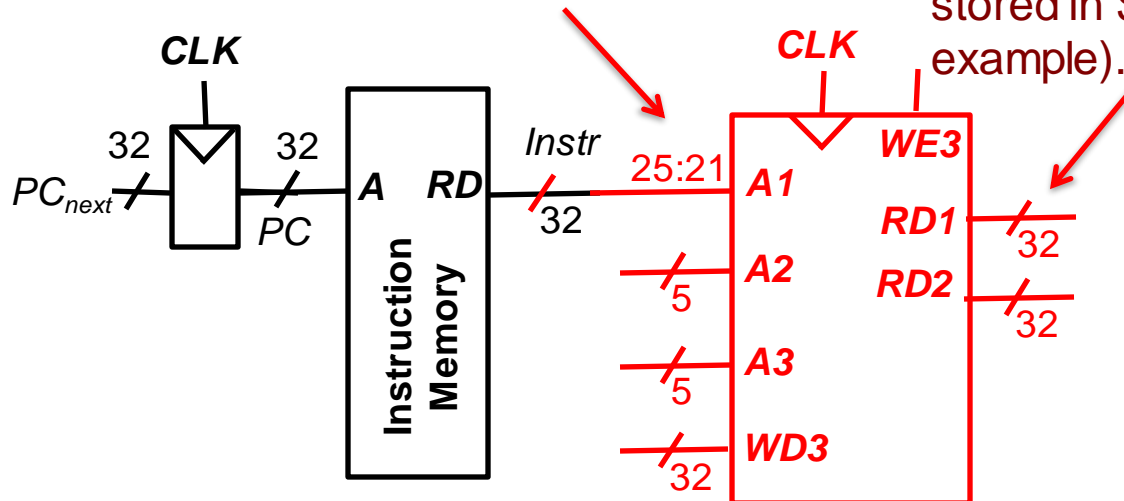 stored in S
example).
CLK
CLK
32
32
Instr
25:21
WE3
PCnext
A
RD
A1
PC
32
RD1
32
A2
5
RD2
32
Instruction
Memory
A3
5
WD3
32